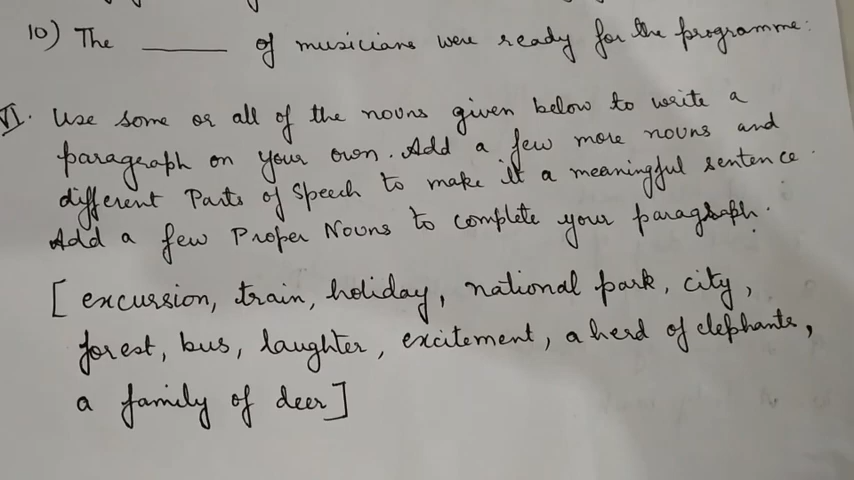 10) The ______ of musicians were ready for the programme.
VI. Use some or all of the nouns given below to write a
paragraph on your own. Add a few more nouns and
different Parts of Speech to make it a meaningful sentence.
Add a few Proper Nouns to complete your paragraph.
[excursion, train, holiday, national park, city,
forest, bus, laughter, excitement, a herd of elephants,
a family of deer]